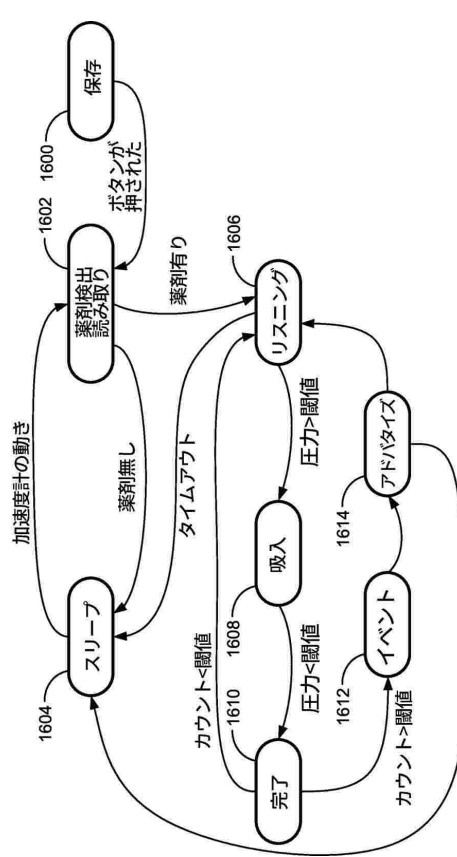 保存
1600
ボタンが
押された
1602
薬剤検出
読み取り
加速度計の動き
薬剤無し
薬剤有り
1604
スリープ
タイムアウト
1606
リスニング
圧力>閾値
カウント<閾値
1608
吸入
圧力<閾値
1610
完了
カウント>閾値
1612
イベント
1614
アドバタイズ